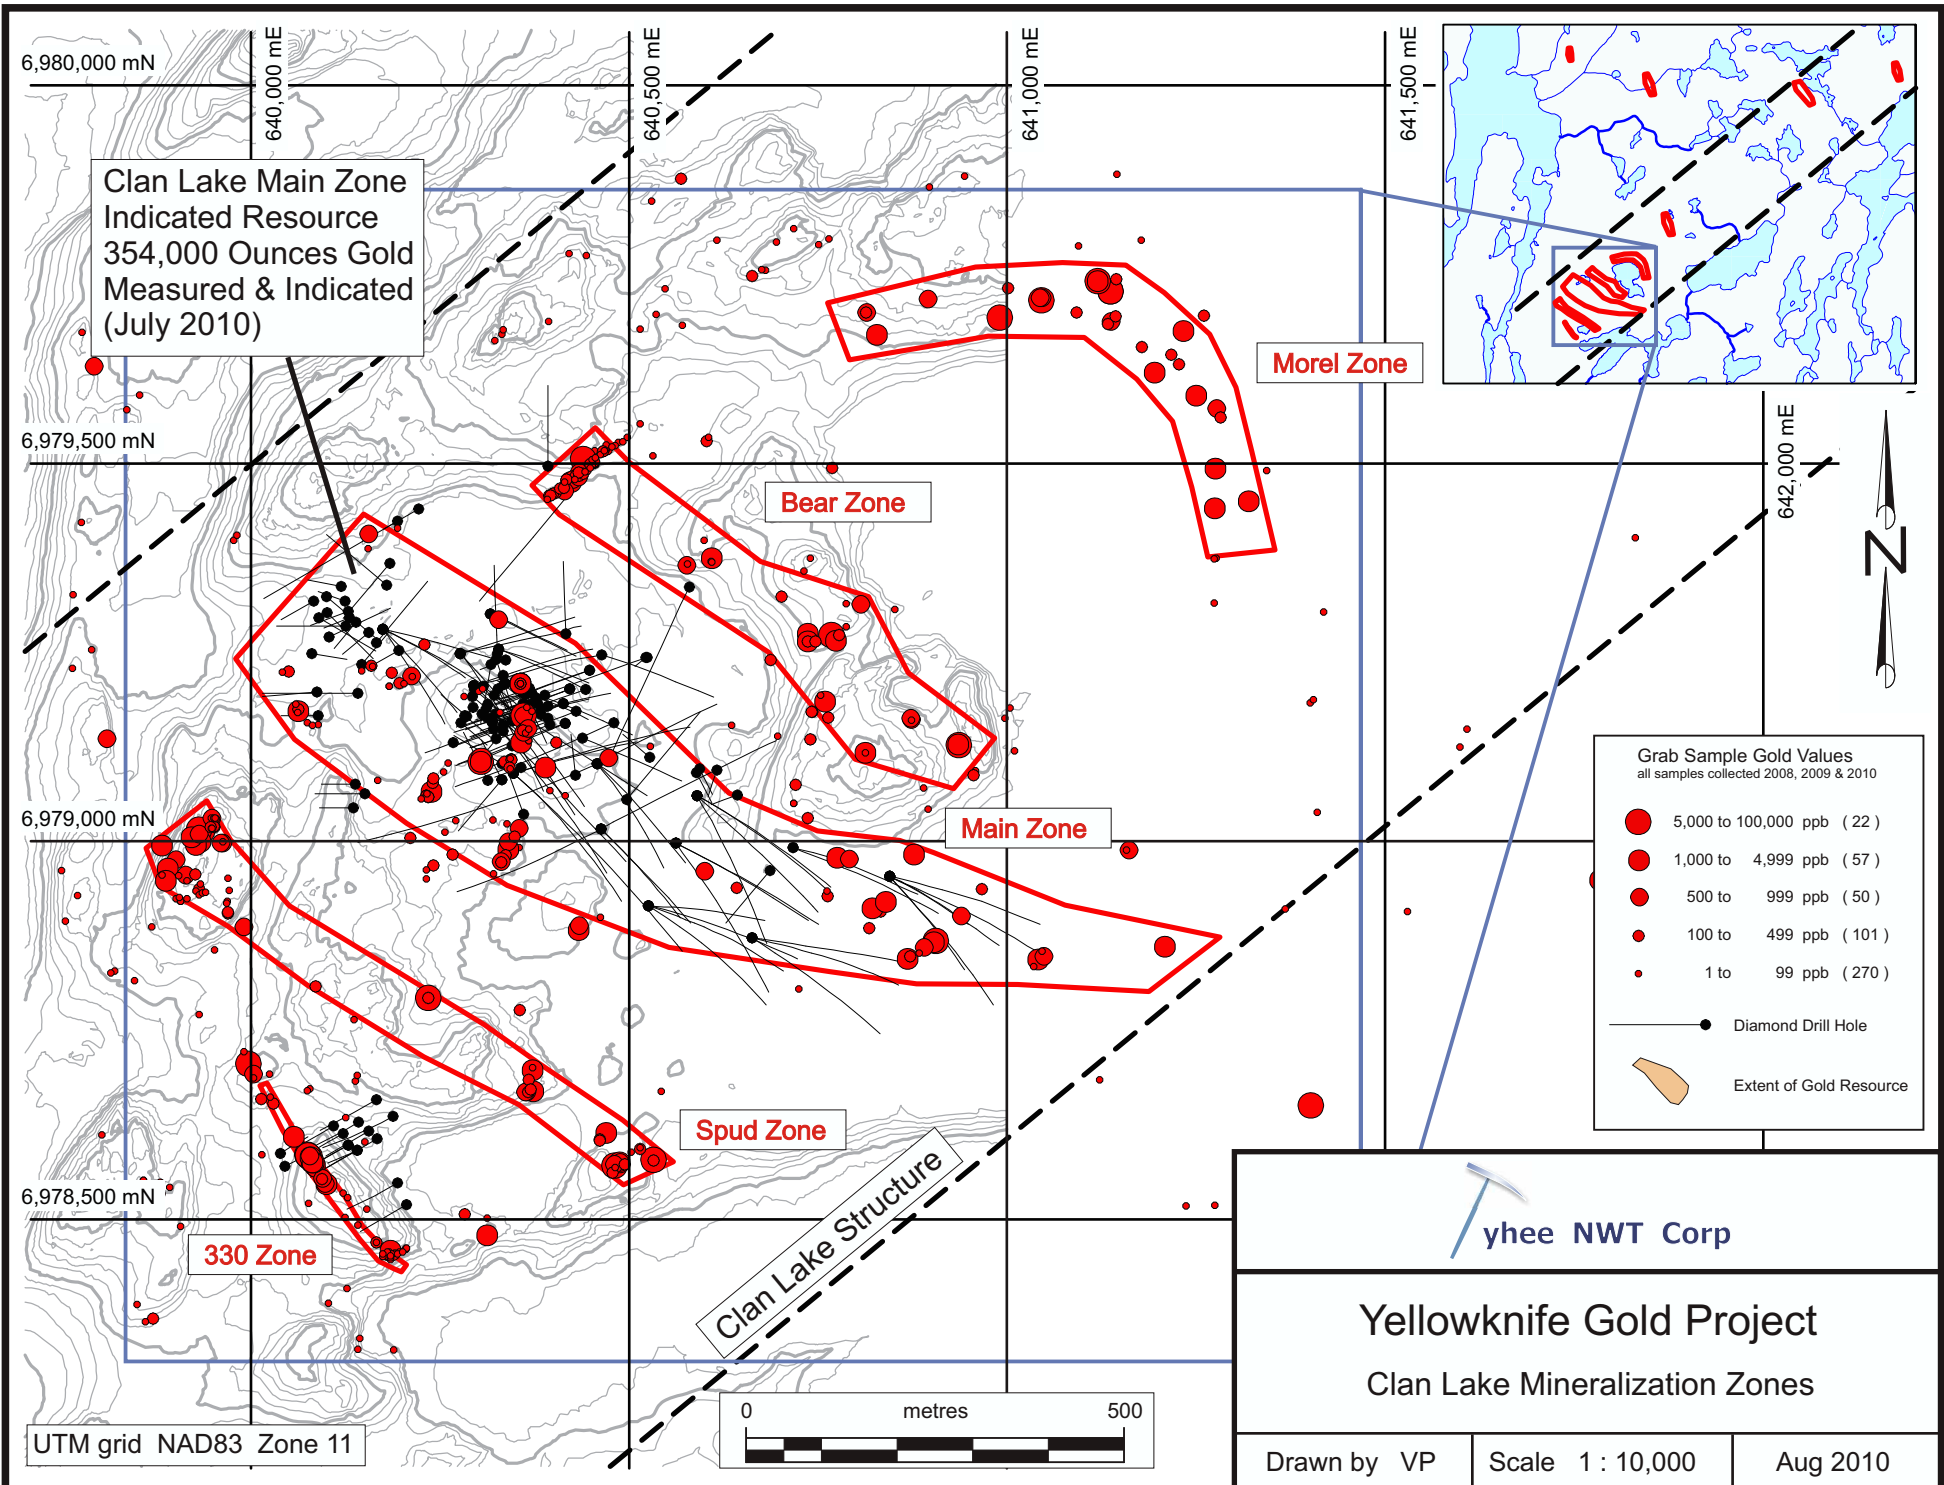 6,980,000 mN
640,000 mE
640,500 mE
641,000 mE
641,500 mE
Clan Lake Main Zone
Indicated Resource
354,000 Ounces Gold
Measured & Indicated
(July 2010)
Morel Zone
6,979,500 mN
642,000 mE
Bear Zone
N
Grab Sample Gold Values
all samples collected 2008, 2009 & 2010
5,000 to 100,000 ppb ( 22 )
1,000 to 4,999 ppb ( 57 )
500 to 999 ppb ( 50 )
100 to 499 ppb ( 101 )
1 to 99 ppb ( 270 )
Diamond Drill Hole
Extent of Gold Resource
6,979,000 mN
Main Zone
Spud Zone
6,978,500 mN
330 Zone
Clan Lake Structure
yhee NWT Corp
Yellowknife Gold Project
Clan Lake Mineralization Zones
0 metres 500
UTM grid NAD83 Zone 11
Drawn by VP
Scale 1 : 10,000
Aug 2010